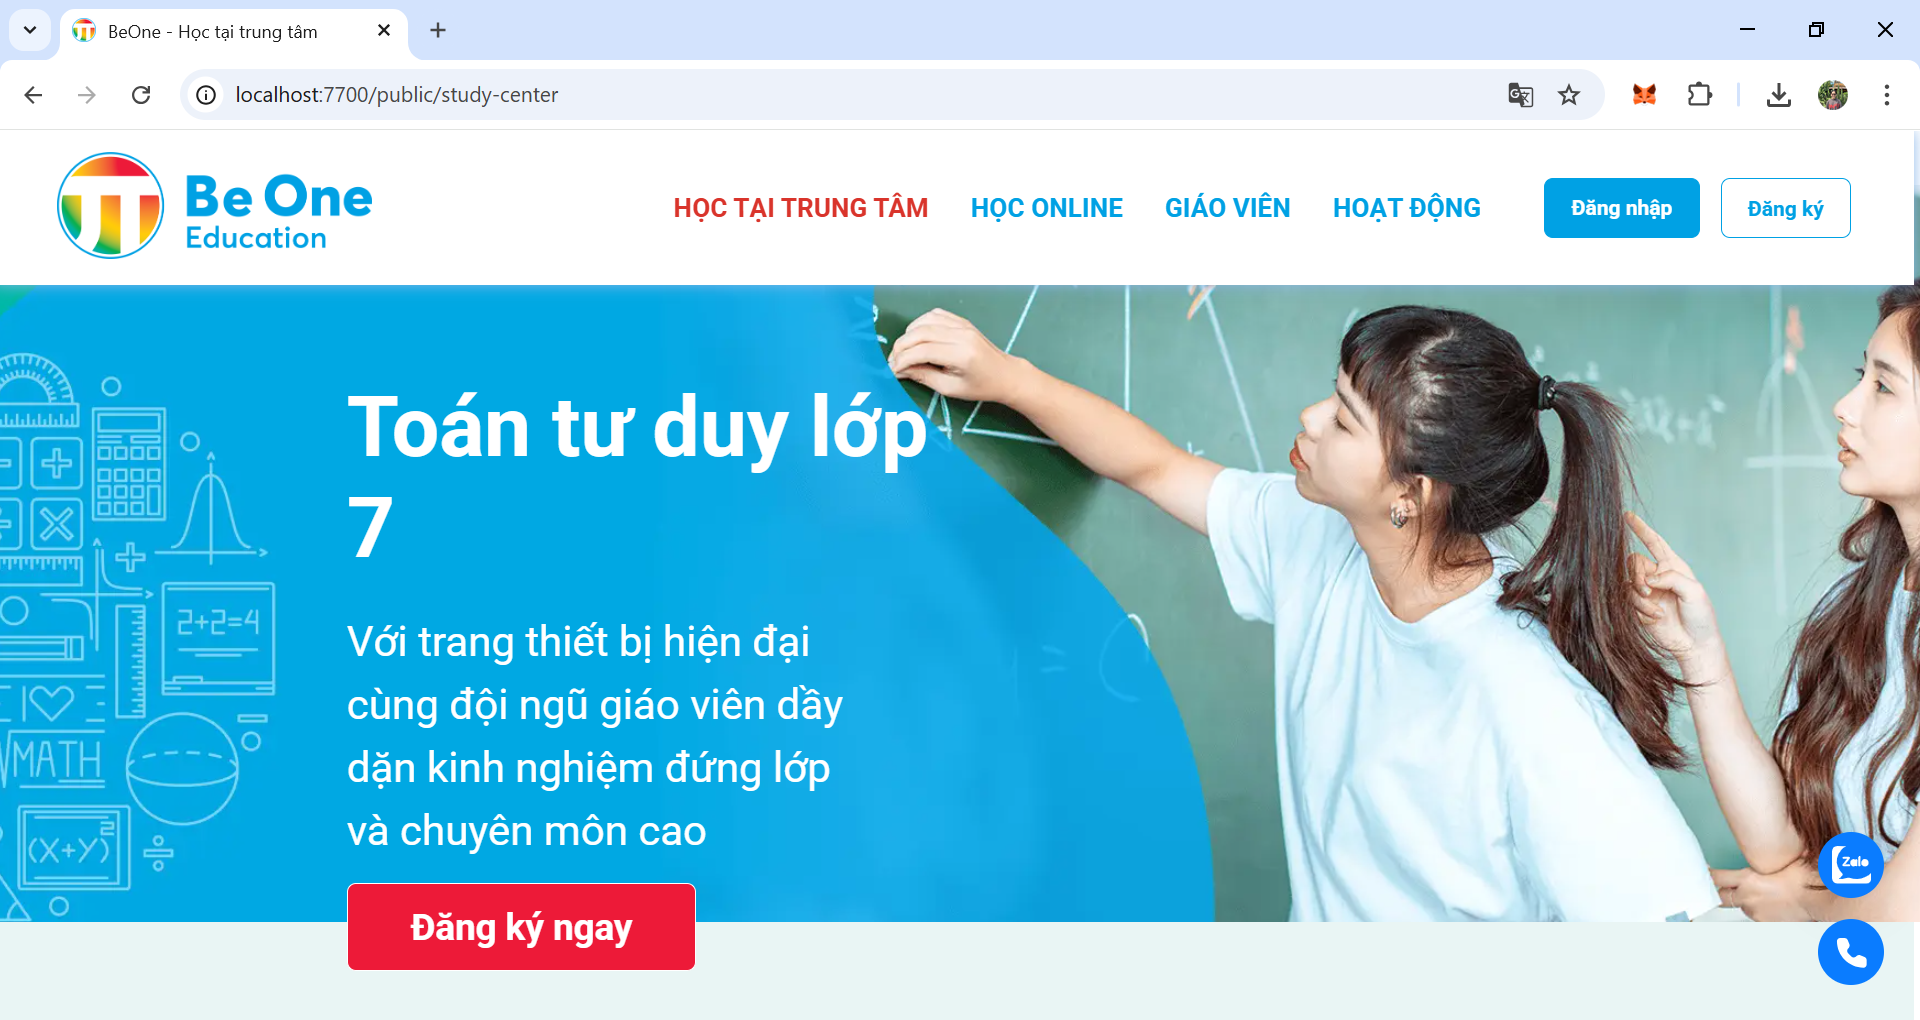 BeOne - Học tại trung tâm
localhost:7700/public/study-center
Be One
Education
HỌC TẠI TRUNG TÂM
HỌC ONLINE
GIÁO VIÊN
HOẠT ĐỘNG
Đăng nhập
Đăng ký
Toán tư duy lớp
7
Với trang thiết bị hiện đại
cùng đội ngũ giáo viên dầy
dặn kinh nghiệm đứng lớp
và chuyên môn cao
Đăng ký ngay
2+2=4
MATH
(X+Y)²
Zalo